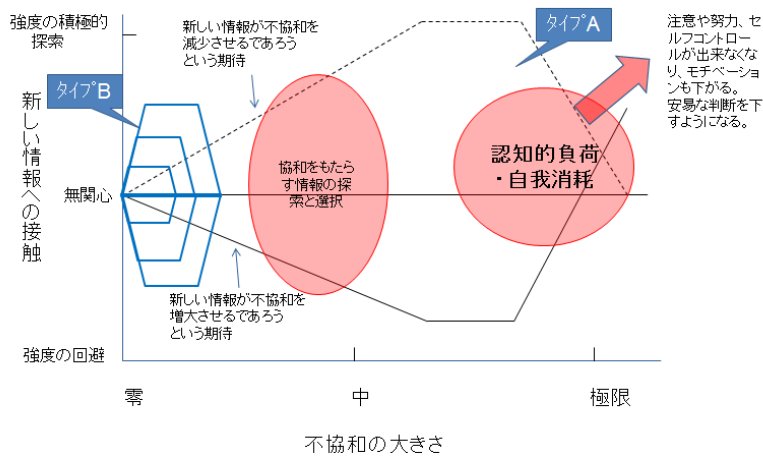 強度の積極的
探索
新しい情報が不協和を
減少させるであろう
という期待
タイプA
注意や努力、セ
ルフコントロー
ルが出来なくな
り、モチベーション
も下がる。
安易な判断を下
すようになる。
タイプB
新しい情報への接触
無関心
協和をもたら
す情報の探
索と選択
認知的負荷
・自我消耗
新しい情報が不協和を
増大させるであろう
という期待
強度の回避
零
中
極限
不協和の大きさ